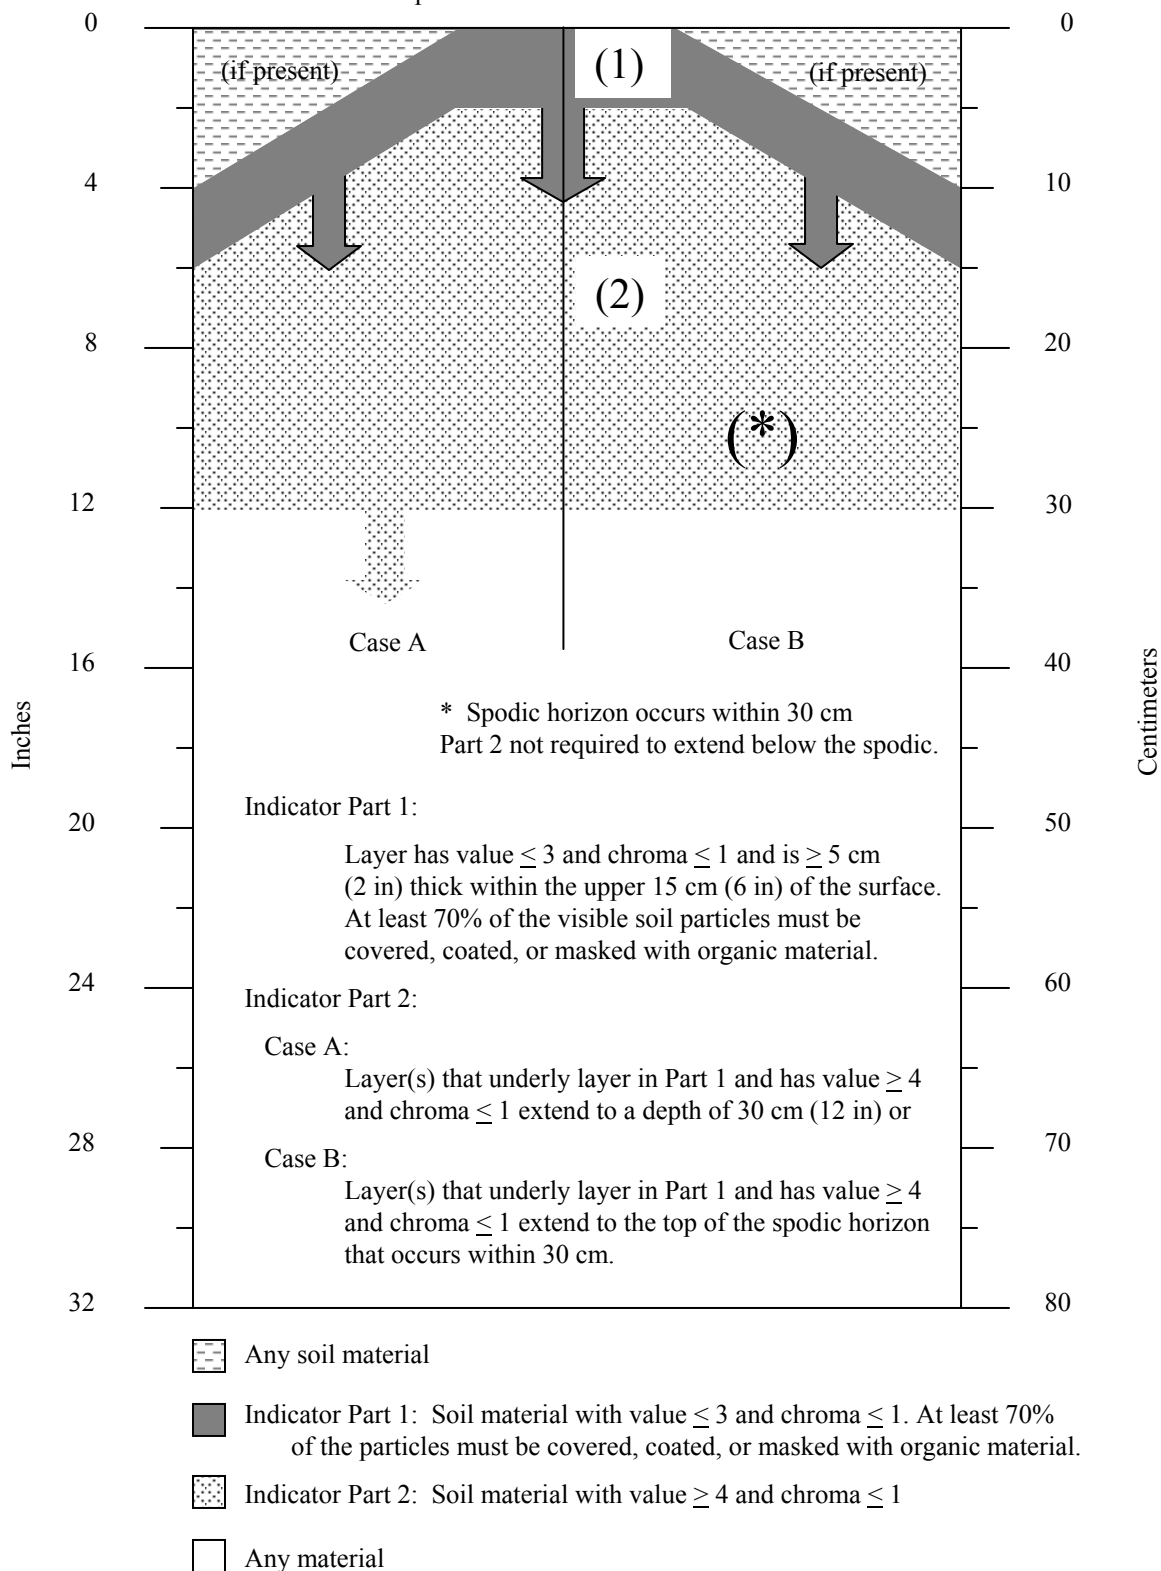 0 0
(if present) (1) (if present)
4 10
(2)
8 20
(*)
12 30
Case A Case B
16 40
Inches
Centimeters
* Spodic horizon occurs within 30 cm
Part 2 not required to extend below the spodic.
Indicator Part 1:
20 50
Layer has value ≤ 3 and chroma ≤ 1 and is ≥ 5 cm
(2 in) thick within the upper 15 cm (6 in) of the surface.
At least 70% of the visible soil particles must be
covered, coated, or masked with organic material.
24 60
Indicator Part 2:
Case A:
Layer(s) that underly layer in Part 1 and has value ≥ 4
and chroma ≤ 1 extend to a depth of 30 cm (12 in) or
28 70
Case B:
Layer(s) that underly layer in Part 1 and has value ≥ 4
and chroma ≤ 1 extend to the top of the spodic horizon
that occurs within 30 cm.
32 80
Any soil material
Indicator Part 1: Soil material with value ≤ 3 and chroma ≤ 1. At least 70%
of the particles must be covered, coated, or masked with organic material.
Indicator Part 2: Soil material with value ≥ 4 and chroma ≤ 1
Any material